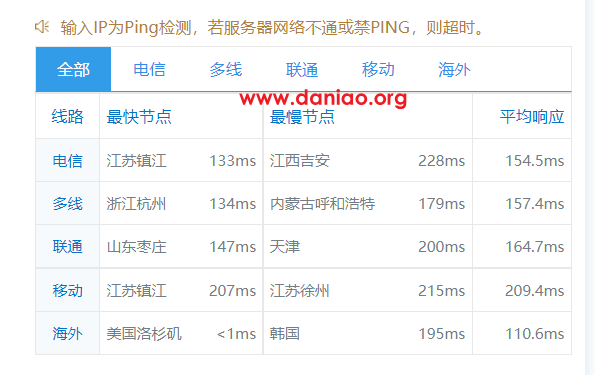 输入IP为Ping检测，若服务器网络不通或禁PING，则超时。
全部 电信 多线 联通 移动 海外
www.daniao.org
线路 最快节点 最慢节点 平均响应
电信 江苏镇江 133ms 江西吉安 228ms 154.5ms
多线 浙江杭州 134ms 内蒙古呼和浩特 179ms 157.4ms
联通 山东枣庄 147ms 天津 200ms 164.7ms
移动 江苏镇江 207ms 江苏徐州 215ms 209.4ms
海外 美国洛杉矶 <1ms 韩国 195ms 110.6ms